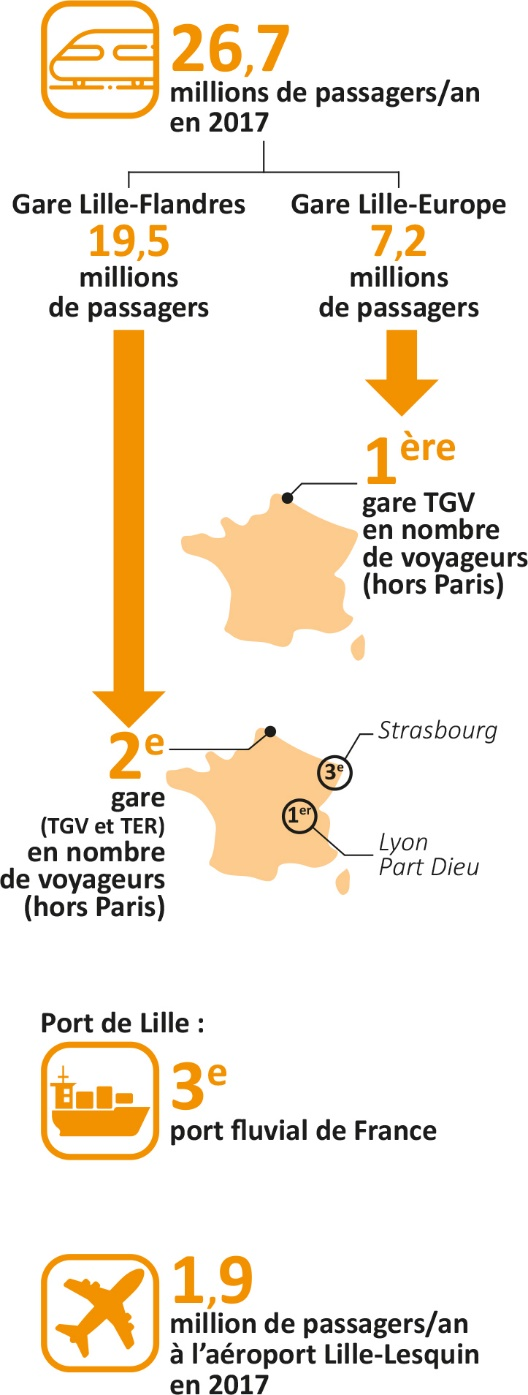 26,7
millions de passagers/an
en 2017
Gare Lille-Flandres
19,5
millions
de passagers
Gare Lille-Europe
7,2
millions
de passagers
1ère
gare TGV
en nombre
de voyageurs
(hors Paris)
2e
gare
(TGV et TER)
en nombre
de voyageurs
(hors Paris)
Strasbourg
3e
1er
Lyon
Part Dieu
Port de Lille :
3e
port fluvial de France
1,9
million de passagers/an
à l’aéroport Lille-Lesquin
en 2017